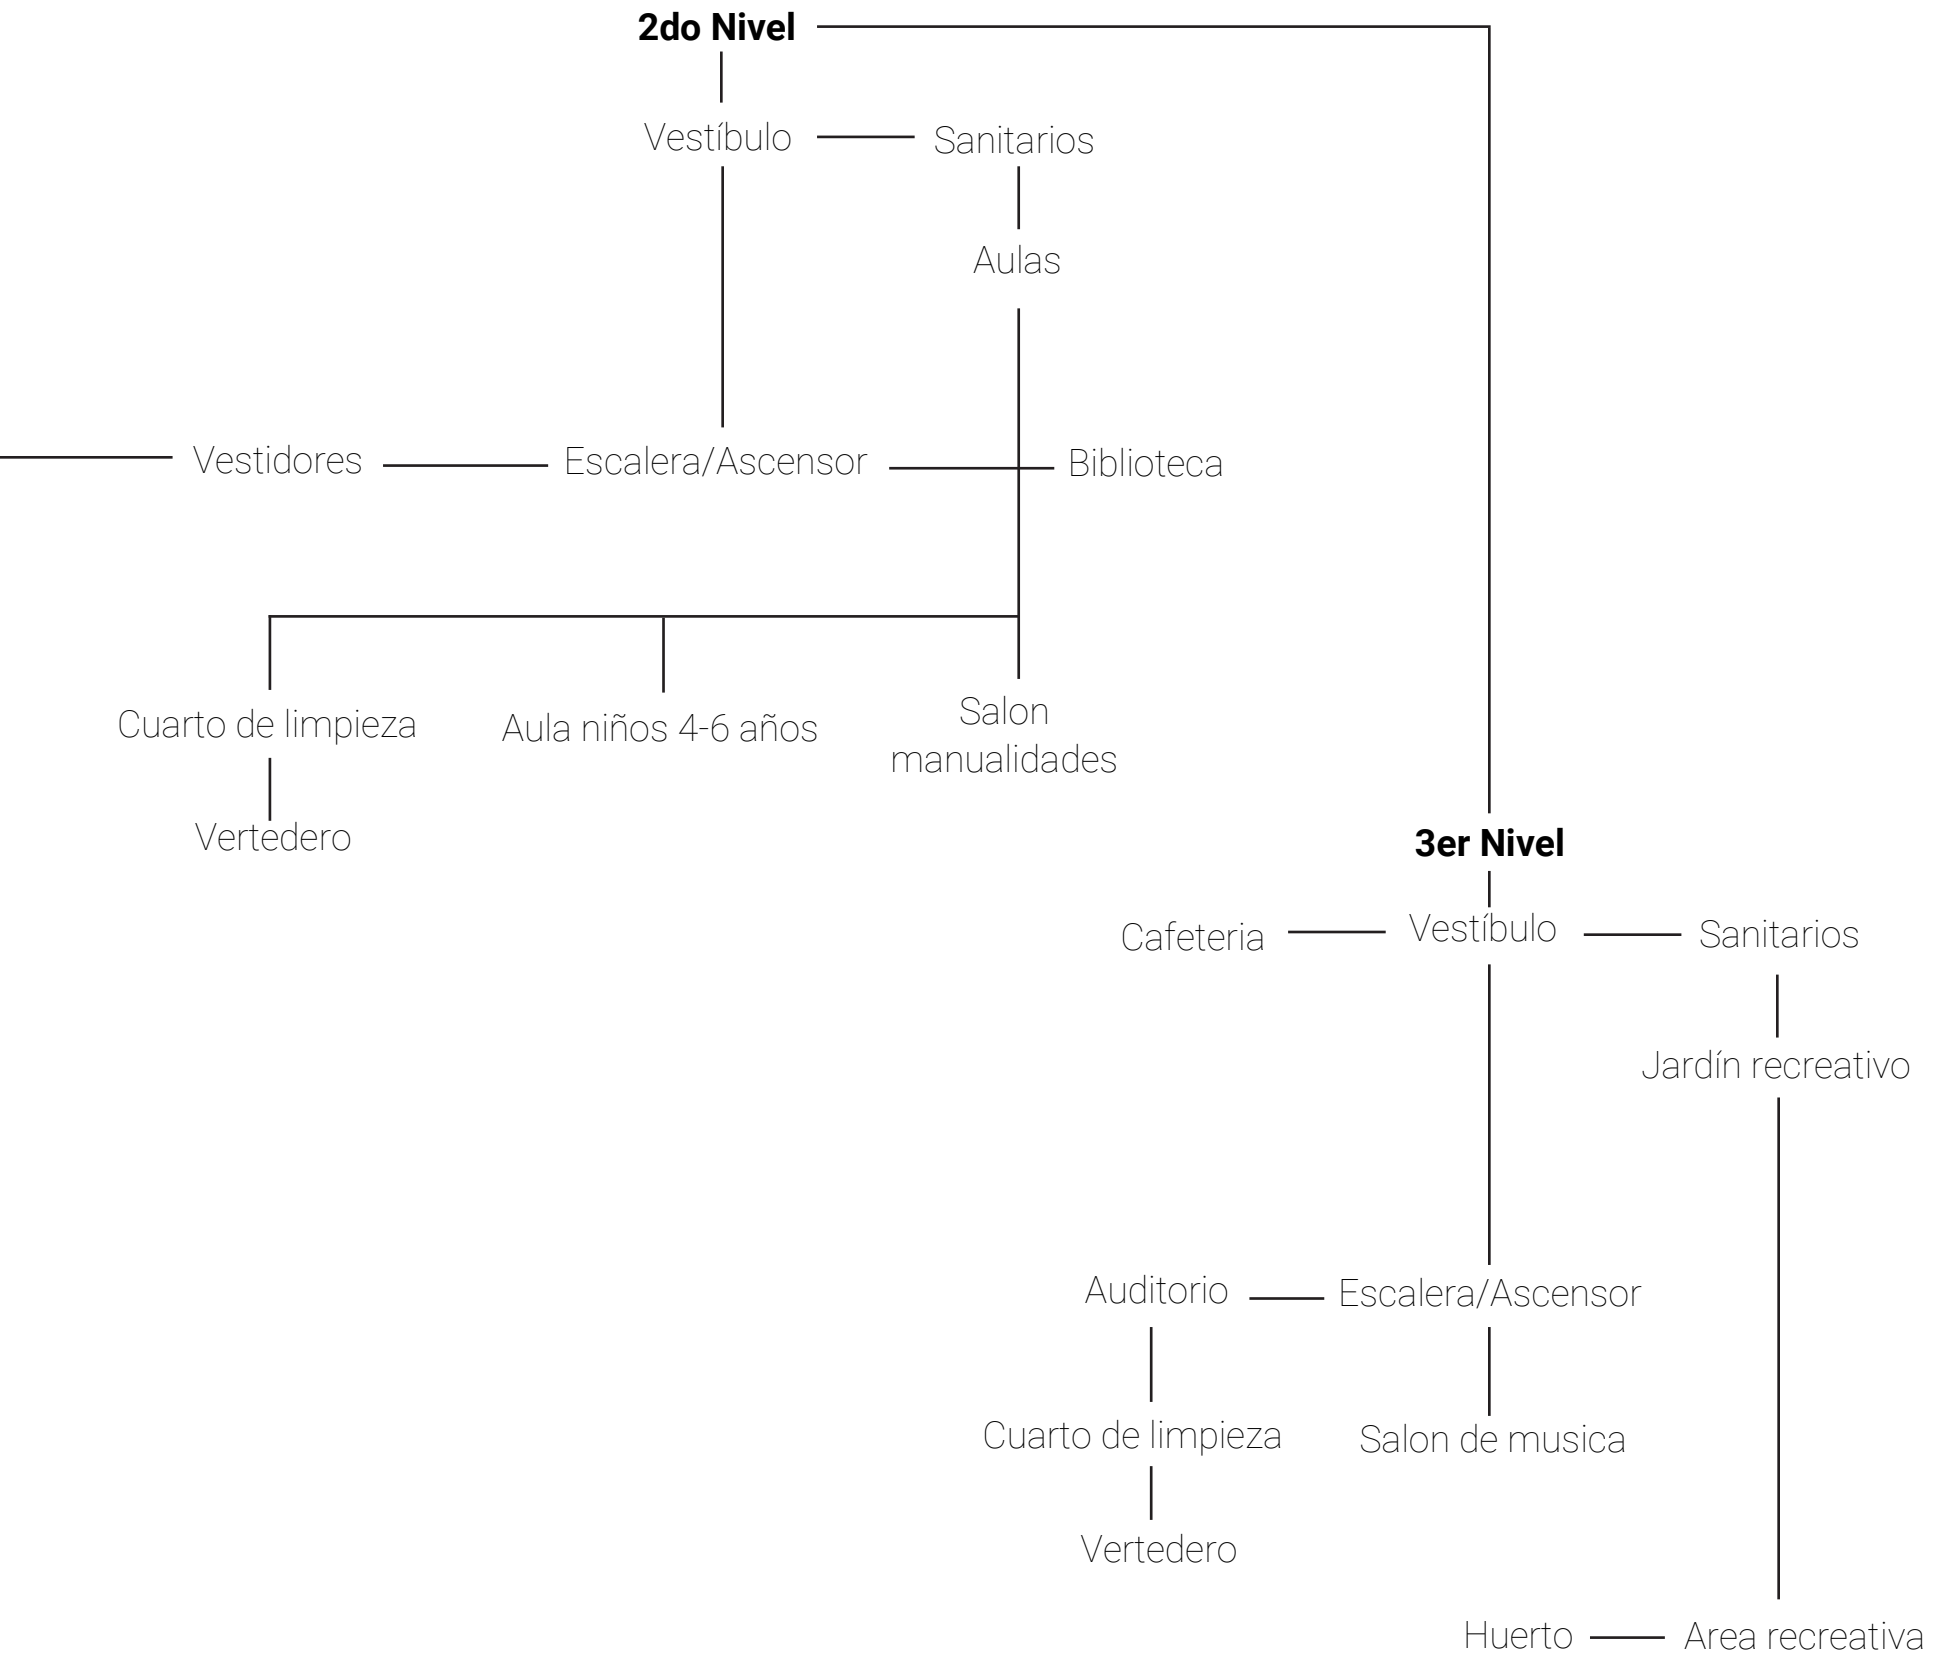 2do Nivel
Vestíbulo
Sanitarios
Aulas
Vestidores
Escalera/Ascensor
Biblioteca
Cuarto de limpieza
Aula niños 4-6 años
Salon
manualidades
Vertedero
3er Nivel
Cafeteria
Vestíbulo
Sanitarios
Jardín recreativo
Auditorio
Escalera/Ascensor
Cuarto de limpieza
Salon de musica
Vertedero
Huerto
Area recreativa